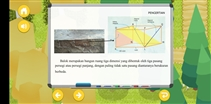 PENGERTIAN
Balok merupakan bangun ruang tiga dimensi yang dibentuk oleh tiga pasang
persegi atau persegi panjang, dengan paling tidak satu pasang diantaranya berukuran
berbeda.